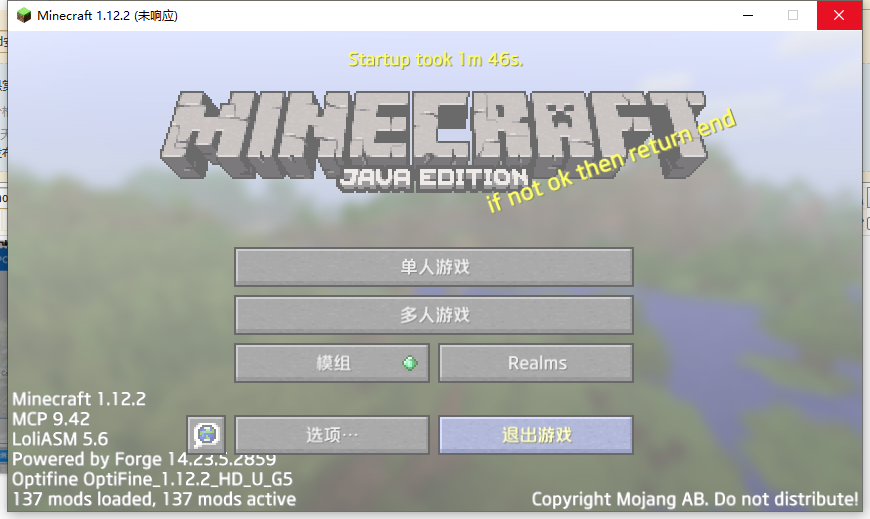 Minecraft 1.12.2 (未响应)
Startup took 1m 46s.
MINECRAFT
JAVA EDITION
if not ok then return end
单人游戏
多人游戏
模组
Realms
选项...
退出游戏
Minecraft 1.12.2
MCP 9.42
LoliASM 5.6
Powered by Forge 14.23.5.2859
Optifine OptiFine_1.12.2_HD_U_G5
137 mods loaded, 137 mods active
Copyright Mojang AB. Do not distribute!